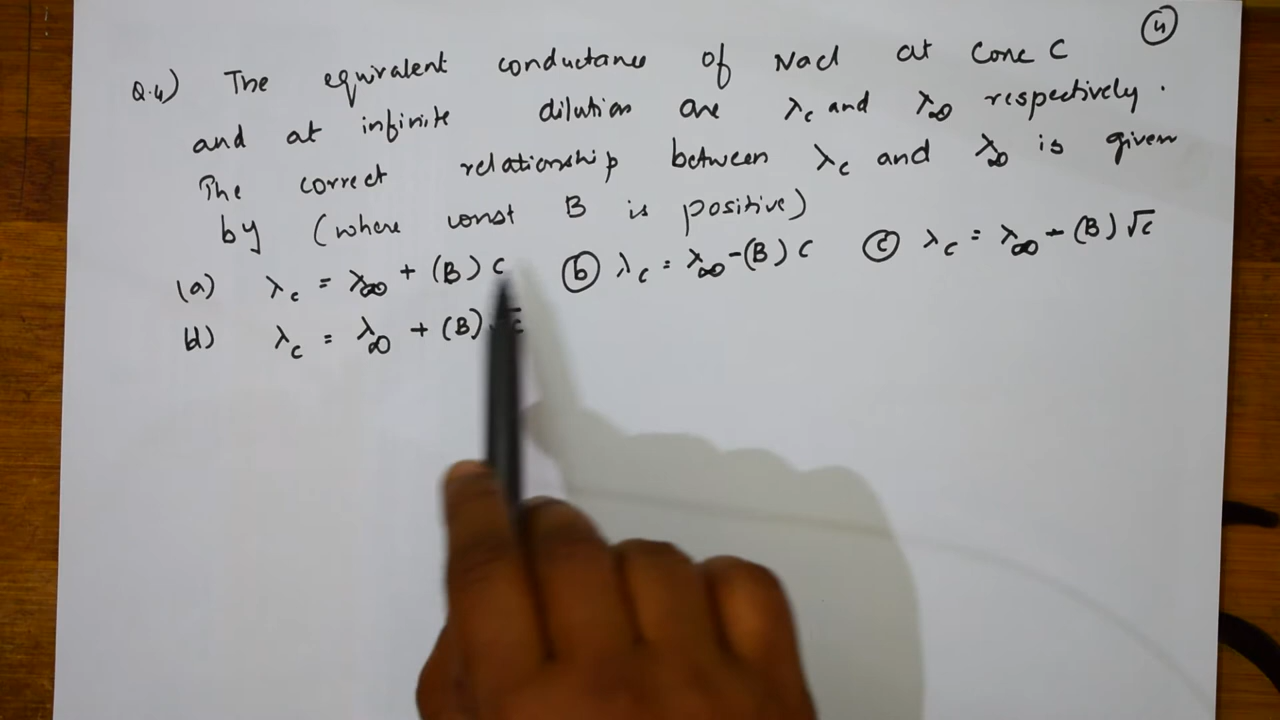 ④
Q.4) The equivalent conductance of Nacl at Conc C
and at infinite dilution are λc and λ∞ respectively.
The correct relationship between λc and λ∞ is given
by (where const B is positive)
(a) λc = λ∞ + (B) C ⓑ λc = λ∞ -(B) C ⓒ λc = λ∞ - (B) √c
d) λc = λ∞ + (B) √c